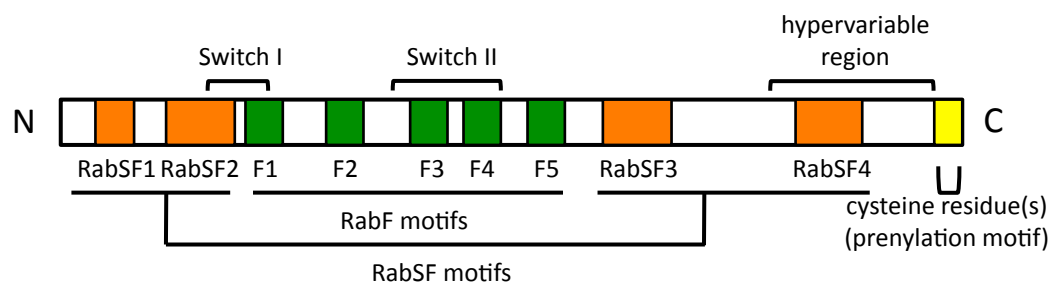 hypervariable
region
Switch I
Switch II
N
C
RabSF1
RabSF2
F1
F2
F3
F4
F5
RabSF3
RabSF4
RabF motifs
cysteine residue(s)
(prenylation motif)
RabSF motifs